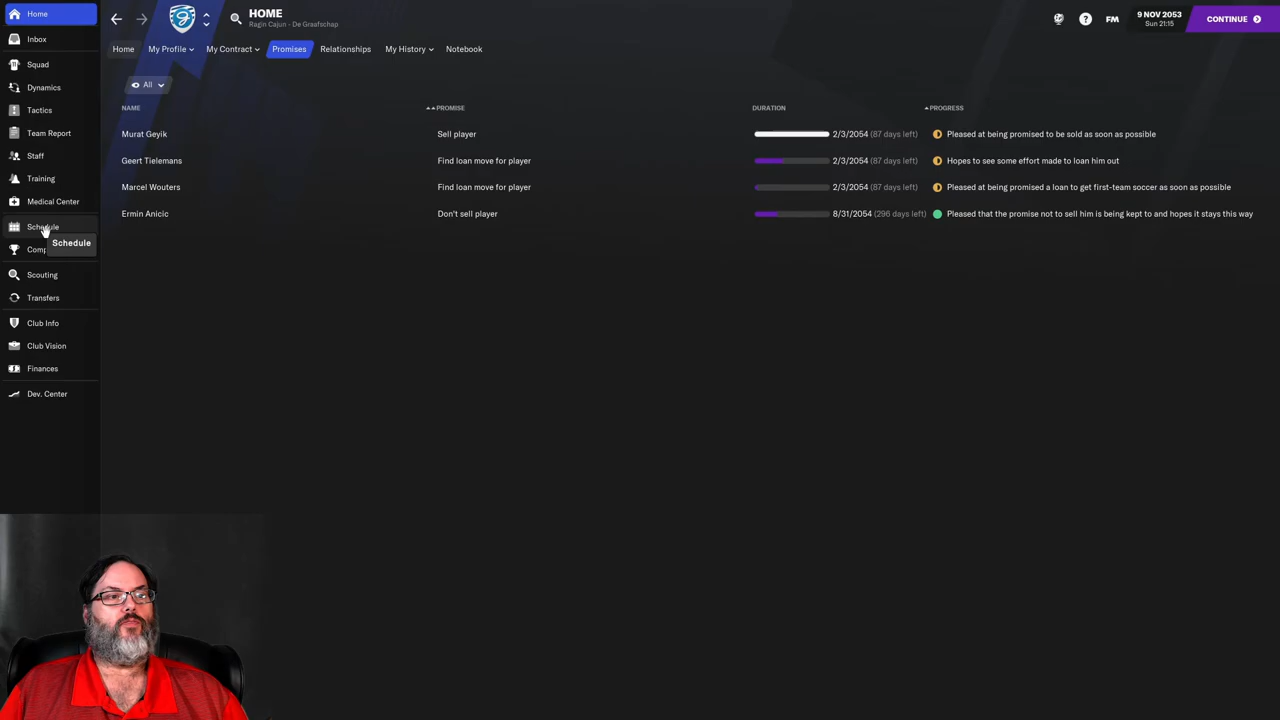 Home
Inbox
Squad
Dynamics
Tactics
Team Report
Staff
Training
Medical Center
Schedule
Schedule
Scouting
Transfers
Club Info
Club Vision
Finances
Dev. Center
HOME
Ragin Cajun - De Graafschap
FM
9 NOV 2053
Sun 21:15
CONTINUE
Home My Profile My Contract Promises Relationships My History Notebook
All
NAME PROMISE DURATION PROGRESS
Murat Geyik Sell player 2/3/2054 (87 days left) Pleased at being promised to be sold as soon as possible
Geert Tielemans Find loan move for player 2/3/2054 (87 days left) Hopes to see some effort made to loan him out
Marcel Wouters Find loan move for player 2/3/2054 (87 days left) Pleased at being promised a loan to get first-team soccer as soon as possible
Ermin Anicic Don't sell player 8/31/2054 (296 days left) Pleased that the promise not to sell him is being kept to and hopes it stays this way